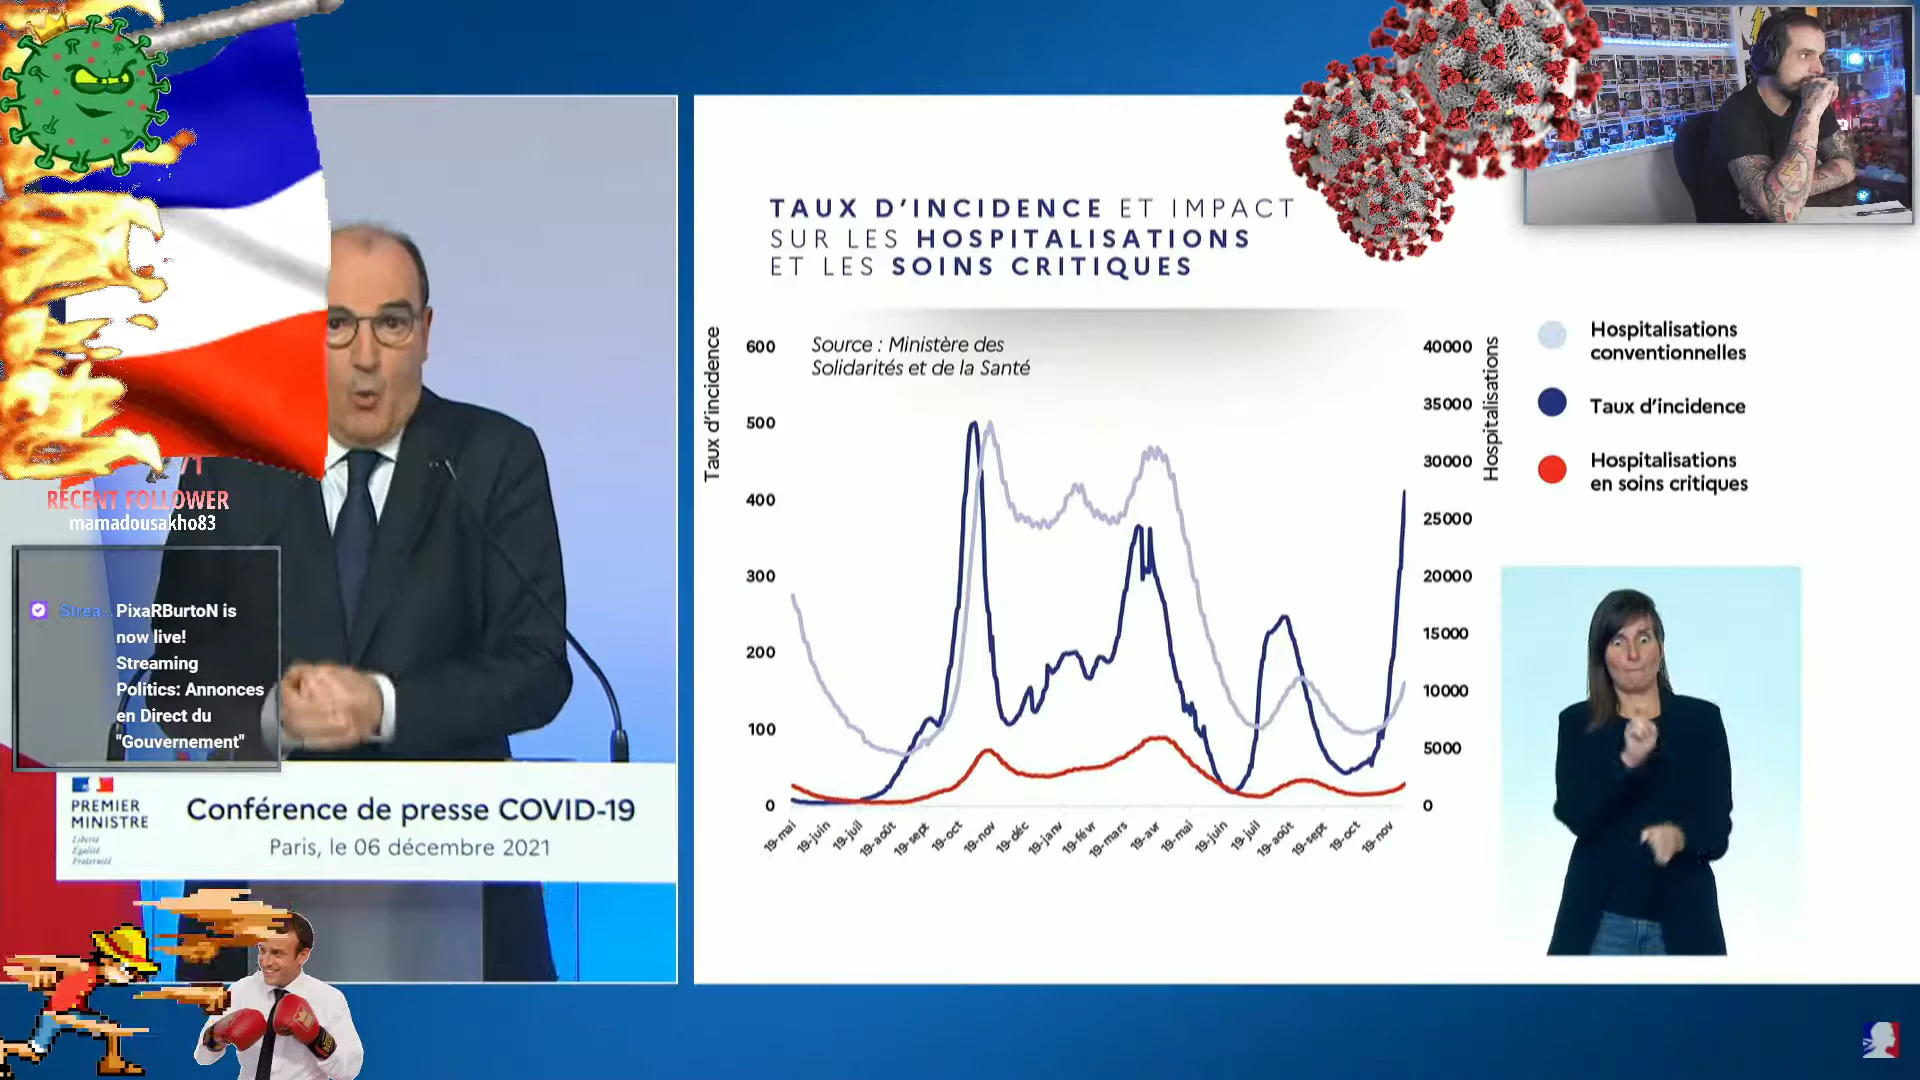 TAUX D'INCIDENCE ET IMPACT
SUR LES HOSPITALISATIONS
ET LES SOINS CRITIQUES
Source : Ministère des
Solidarités et de la Santé
Taux d'incidence
600
500
400
300
200
100
0
Hospitalisations
40000
35000
30000
25000
20000
15000
10000
5000
0
19-mai
19-juin
19-juil
19-août
19-sept
19-oct
19-nov
19-déc
19-janv
19-févr
19-mars
19-avr
19-mai
19-juin
19-juil
19-août
19-sept
19-oct
19-nov
Hospitalisations
conventionnelles
Taux d'incidence
Hospitalisations
en soins critiques
RECENT FOLLOWER
mamadousakho83
Strea... PixaRBurtoN is
now live!
Streaming
Politics: Annonces
en Direct du
"Gouvernement"
PREMIER
MINISTRE
Liberté
Égalité
Fraternité
Conférence de presse COVID-19
Paris, le 06 décembre 2021